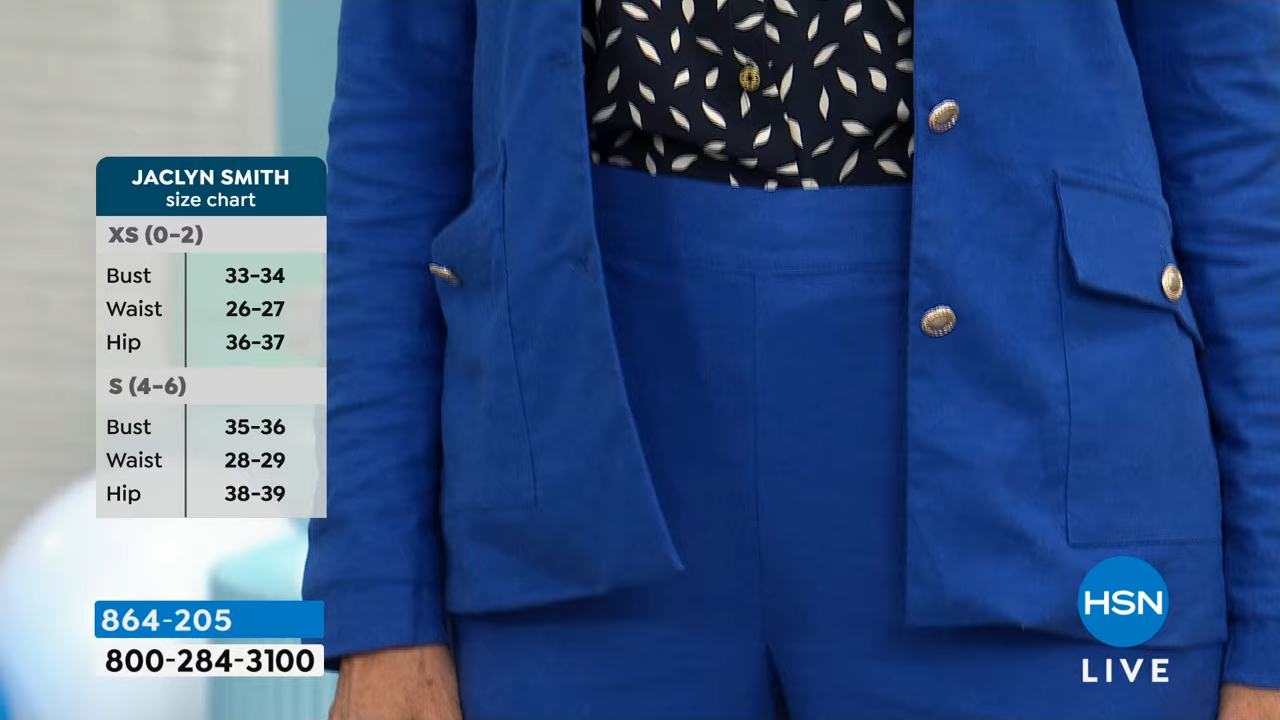 JACLYN SMITH
size chart
XS (0-2)
Bust 33-34
Waist 26-27
Hip 36-37
S (4-6)
Bust 35-36
Waist 28-29
Hip 38-39
864-205
800-284-3100
HSN
LIVE